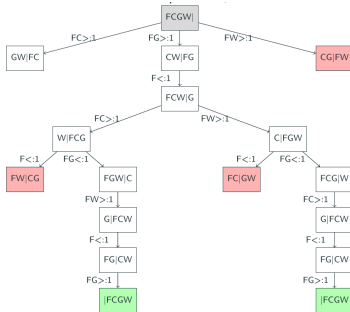 FCGW|
FC>:1 FG>:1 FW>:1
GW|FC CW|FG CG|FW
F<:1
FCW|G
FC>:1 FW>:1
W|FCG C|FGW
F<:1 FG<:1 F<:1 FG<:1
FW|CG FGW|C FC|GW FCG|W
FW>:1 FC>:1
G|FCW G|FCW
F<:1 F<:1
FG|CW FG|CW
FG>:1 FG>:1
|FCGW |FCGW